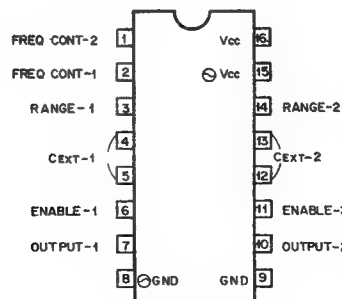 FREQ CONT-2 1 Vcc 16
FREQ CONT-1 2 Vcc 15
RANGE-1 3 14 RANGE-2
4 13
CEXT-1 CEXT-2
5 12
ENABLE-1 6 11 ENABLE-
OUTPUT-1 7 10 OUTPUT-
8 GND GND 9